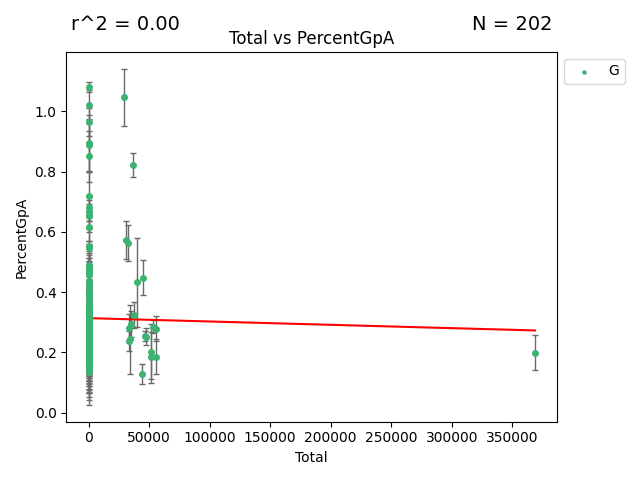 r^2 = 0.00
N = 202
Total vs PercentGpA
G
PercentGpA
1.0
0.8
0.6
0.4
0.2
0.0
0
50000
100000
150000
200000
250000
300000
350000
Total